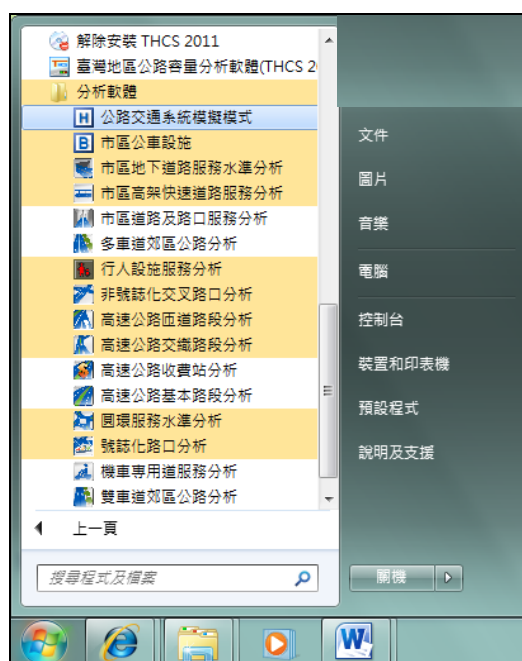 解除安裝 THCS 2011
臺灣地區公路容量分析軟體(THCS 2
分析軟體
H 公路交通系統模擬模式
B 市區公車設施
市區地下道路服務水準分析
市區高架快速道路服務分析
市區道路及路口服務分析
多車道郊區公路分析
行人設施服務分析
非號誌化交叉路口分析
高速公路匝道路段分析
高速公路交織路段分析
高速公路收費站分析
高速公路基本路段分析
圓環服務水準分析
號誌化路口分析
機車專用道服務分析
雙車道郊區公路分析
上一頁
搜尋程式及檔案
文件
圖片
音樂
電腦
控制台
裝置和印表機
預設程式
說明及支援
關機
W